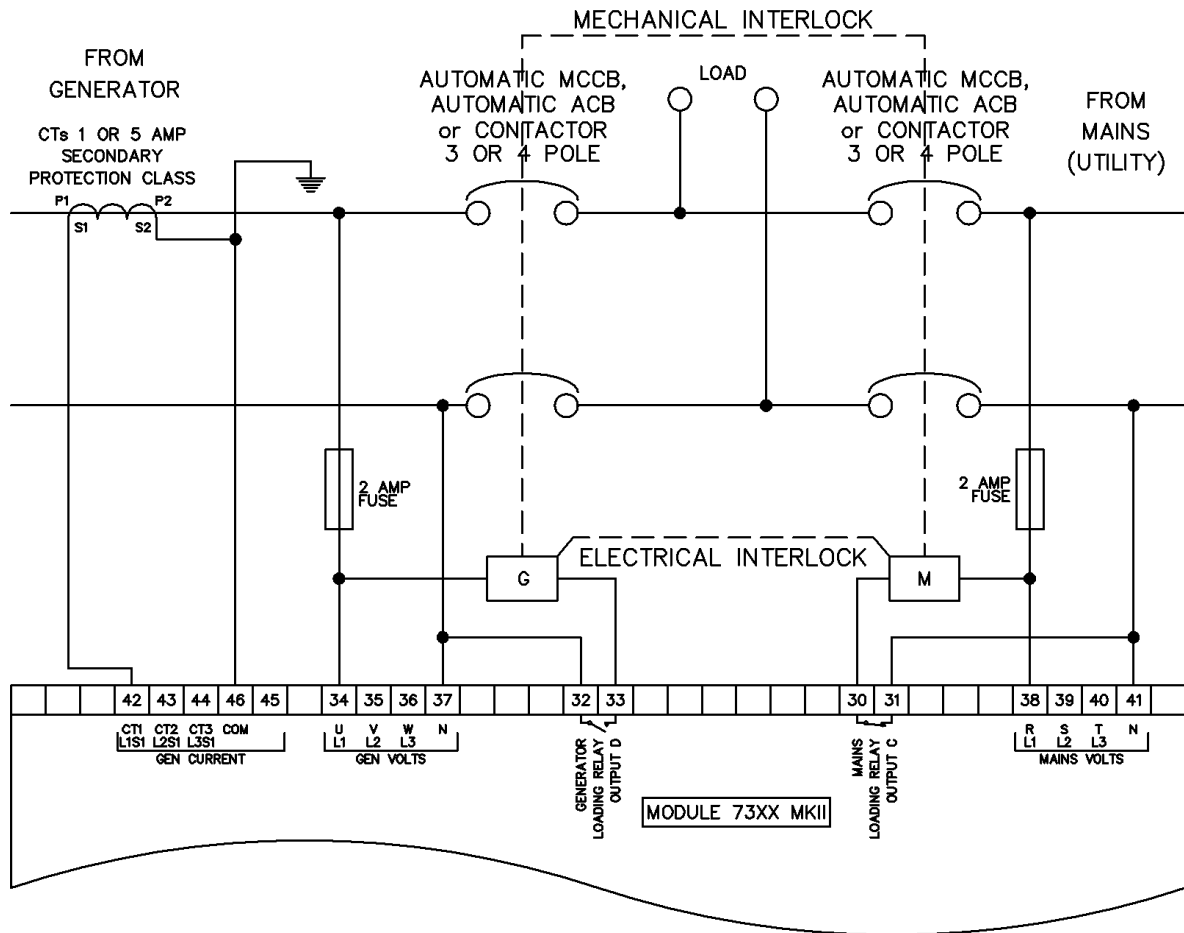 MECHANICAL INTERLOCK
FROM
GENERATOR
CTs 1 OR 5 AMP
SECONDARY
PROTECTION CLASS
P1
P2
S1
S2
AUTOMATIC MCCB,
AUTOMATIC ACB
or CONTACTOR
3 OR 4 POLE
LOAD
AUTOMATIC MCCB,
AUTOMATIC ACB
or CONTACTOR
3 OR 4 POLE
FROM
MAINS
(UTILITY)
2 AMP
FUSE
2 AMP
FUSE
ELECTRICAL INTERLOCK
G
M
42 43 44 46 45 34 35 36 37 32 33 30 31 38 39 40 41
CT1 CT2 CT3 COM
L1S1 L2S1 L3S1
GEN CURRENT
U V W N
L1 L2 L3
GEN VOLTS
GENERATOR
LOADING RELAY
OUTPUT D
MODULE 73XX MKII
MAINS
LOADING RELAY
OUTPUT C
R S T N
L1 L2 L3
MAINS VOLTS